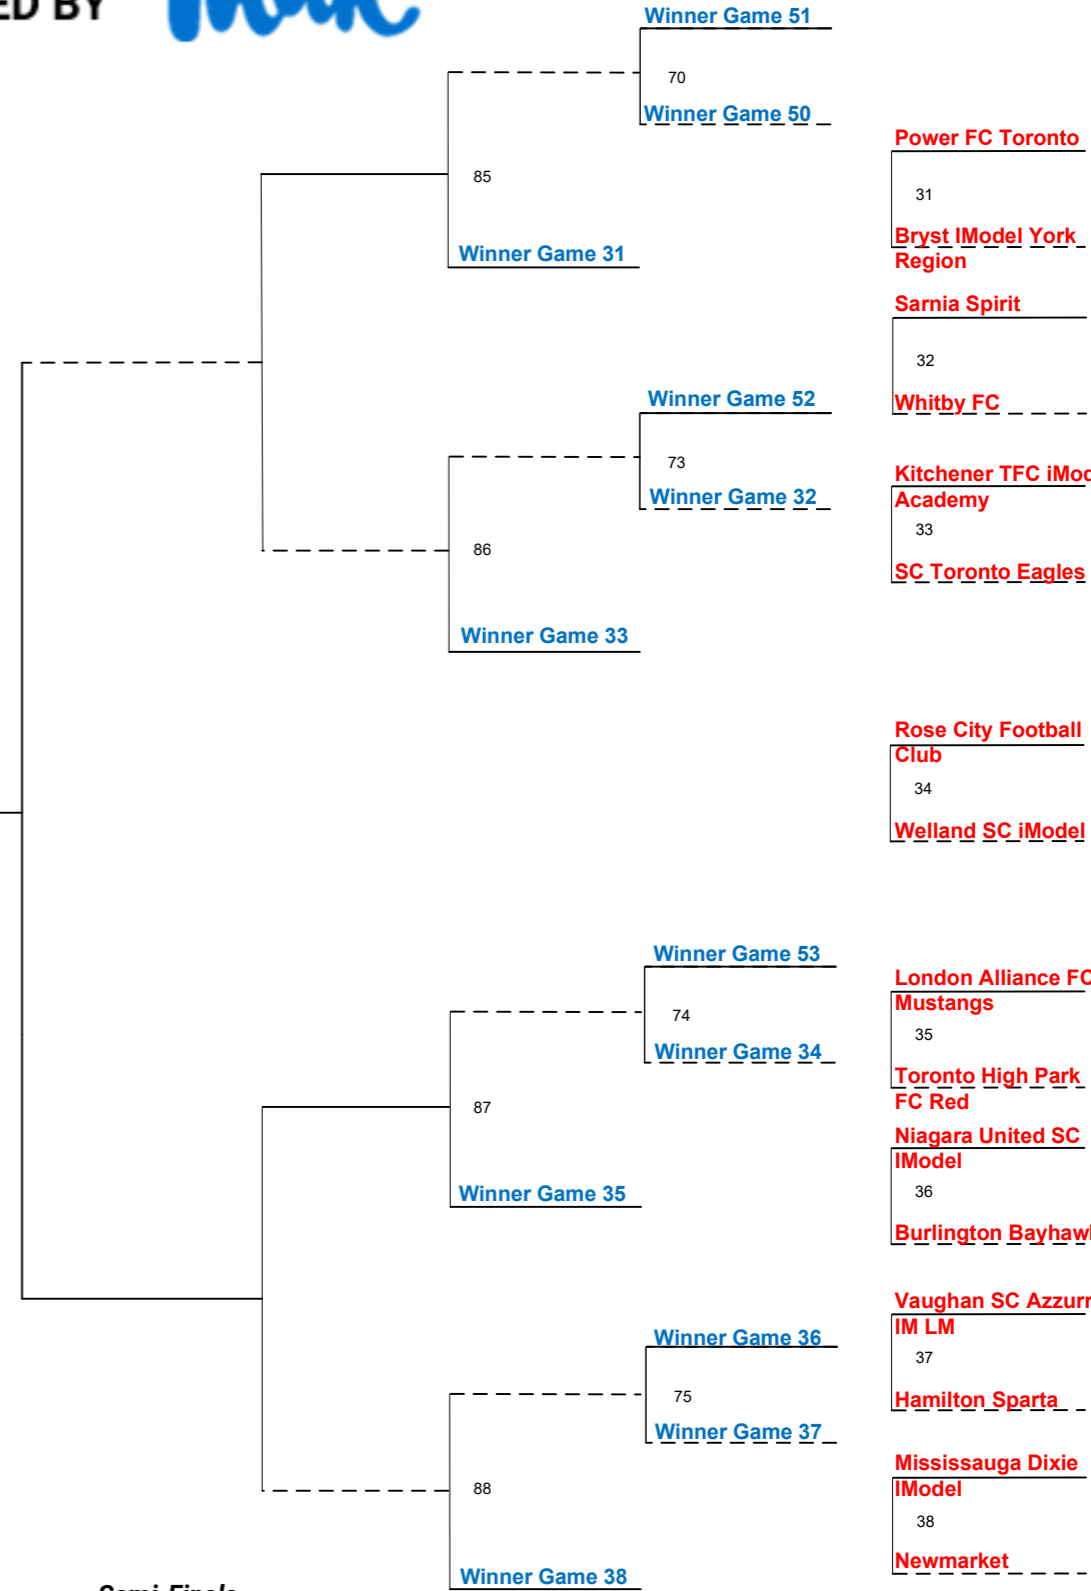 ED BY
Winner Game 51
70
Winner Game 50
85
Winner Game 31
Winner Game 52
73
Winner Game 32
86
Winner Game 33
Winner Game 53
74
Winner Game 34
87
Winner Game 35
Winner Game 36
75
Winner Game 37
88
Winner Game 38
Power FC Toronto
31
Bryst IModel York
Region
Sarnia Spirit
32
Whitby FC
Kitchener TFC iMod
Academy
33
SC Toronto Eagles
Rose City Football
Club
34
Welland SC iModel
London Alliance FC
Mustangs
35
Toronto High Park
FC Red
Niagara United SC
IModel
36
Burlington Bayhaw
Vaughan SC Azzurr
IM LM
37
Hamilton Sparta
Mississauga Dixie
IModel
38
Newmarket